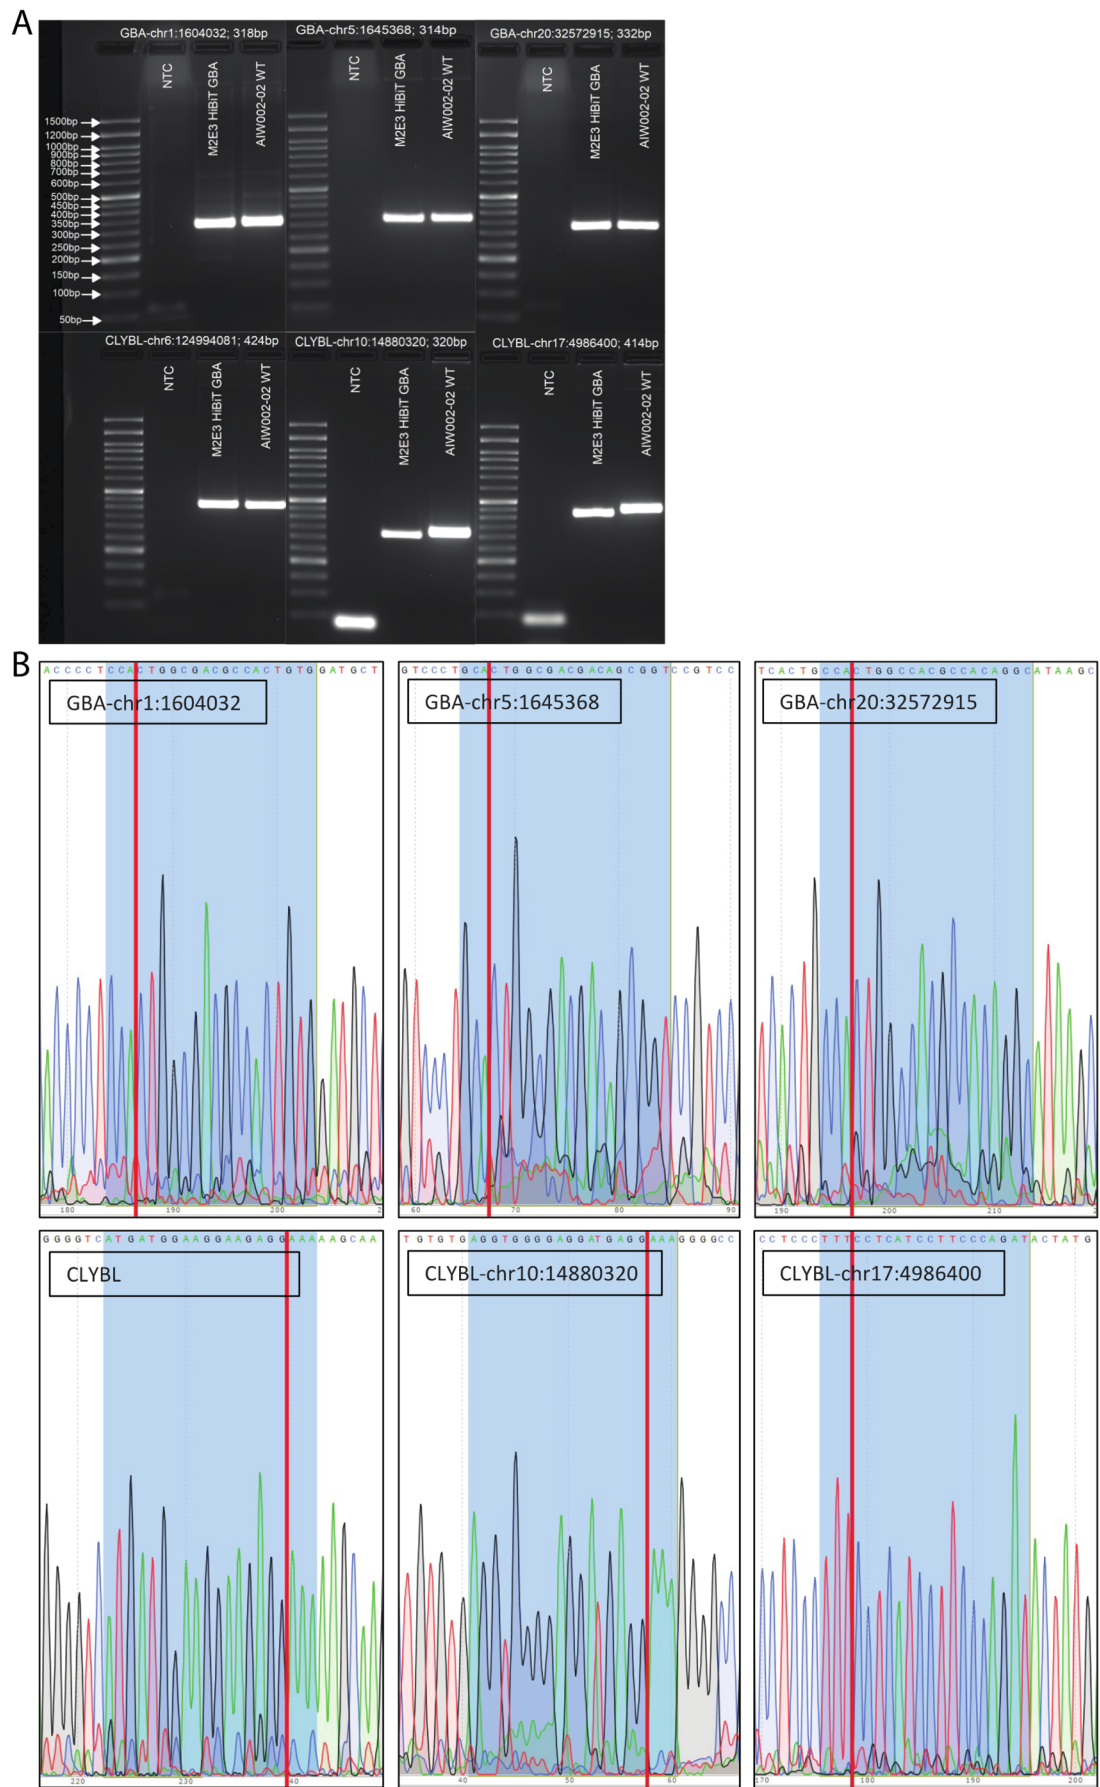 A
GBA-chr1:1604032; 318bp
GBA-chr5:1645368; 314bp
GBA-chr20:32572915; 332bp
NTC
M2E3 HiBiT GBA
AIW002-02 WT
NTC
M2E3 HiBiT GBA
AIW002-02 WT
NTC
M2E3 HiBiT GBA
AIW002-02 WT
1500bp
1200bp
1000bp
900bp
800bp
700bp
600bp
500bp
450bp
400bp
350bp
300bp
250bp
200bp
150bp
100bp
50bp
CLYBL-chr6:124994081; 424bp
CLYBL-chr10:14880320; 320bp
CLYBL-chr17:4986400; 414bp
NTC
M2E3 HiBiT GBA
AIW002-02 WT
NTC
M2E3 HiBiT GBA
AIW002-02 WT
NTC
M2E3 HiBiT GBA
AIW002-02 WT
B
ACCCCTCCACTGGCGACGCCACTGTGGATGCT
GTCCCTGCACTGGCGACGACAGCGGTCCGTCC
TCACTGCCACTGGCCACGCCACAGGCATAAGC
GBA-chr1:1604032
GBA-chr5:1645368
GBA-chr20:32572915
180 190 200 2
60 70 80 90
190 200 210 2
GGGGTCATGATGGAAGGAAGAGGAAAAAGCAA
TGTGTGAGGTGGGGAGGATGAGGAAAGGGGCC
CCTCCCTTTCCTCATCCTTCCCAGATACTATG
CLYBL
CLYBL-chr10:14880320
CLYBL-chr17:4986400
220 230 40
40 50 60
170 180 190 200